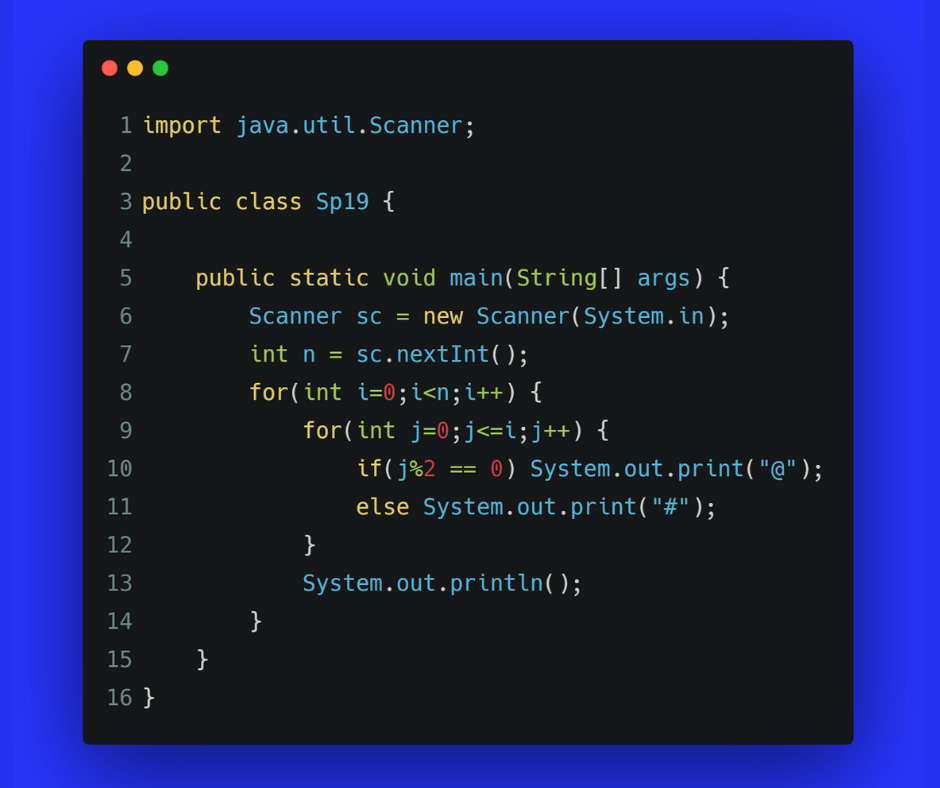 1 import java.util.Scanner;
2
3 public class Sp19 {
4
5     public static void main(String[] args) {
6         Scanner sc = new Scanner(System.in);
7         int n = sc.nextInt();
8         for(int i=0;i<n;i++) {
9             for(int j=0;j<=i;j++) {
10                 if(j%2 == 0) System.out.print("@");
11                 else System.out.print("#");
12             }
13             System.out.println();
14         }
15     }
16 }